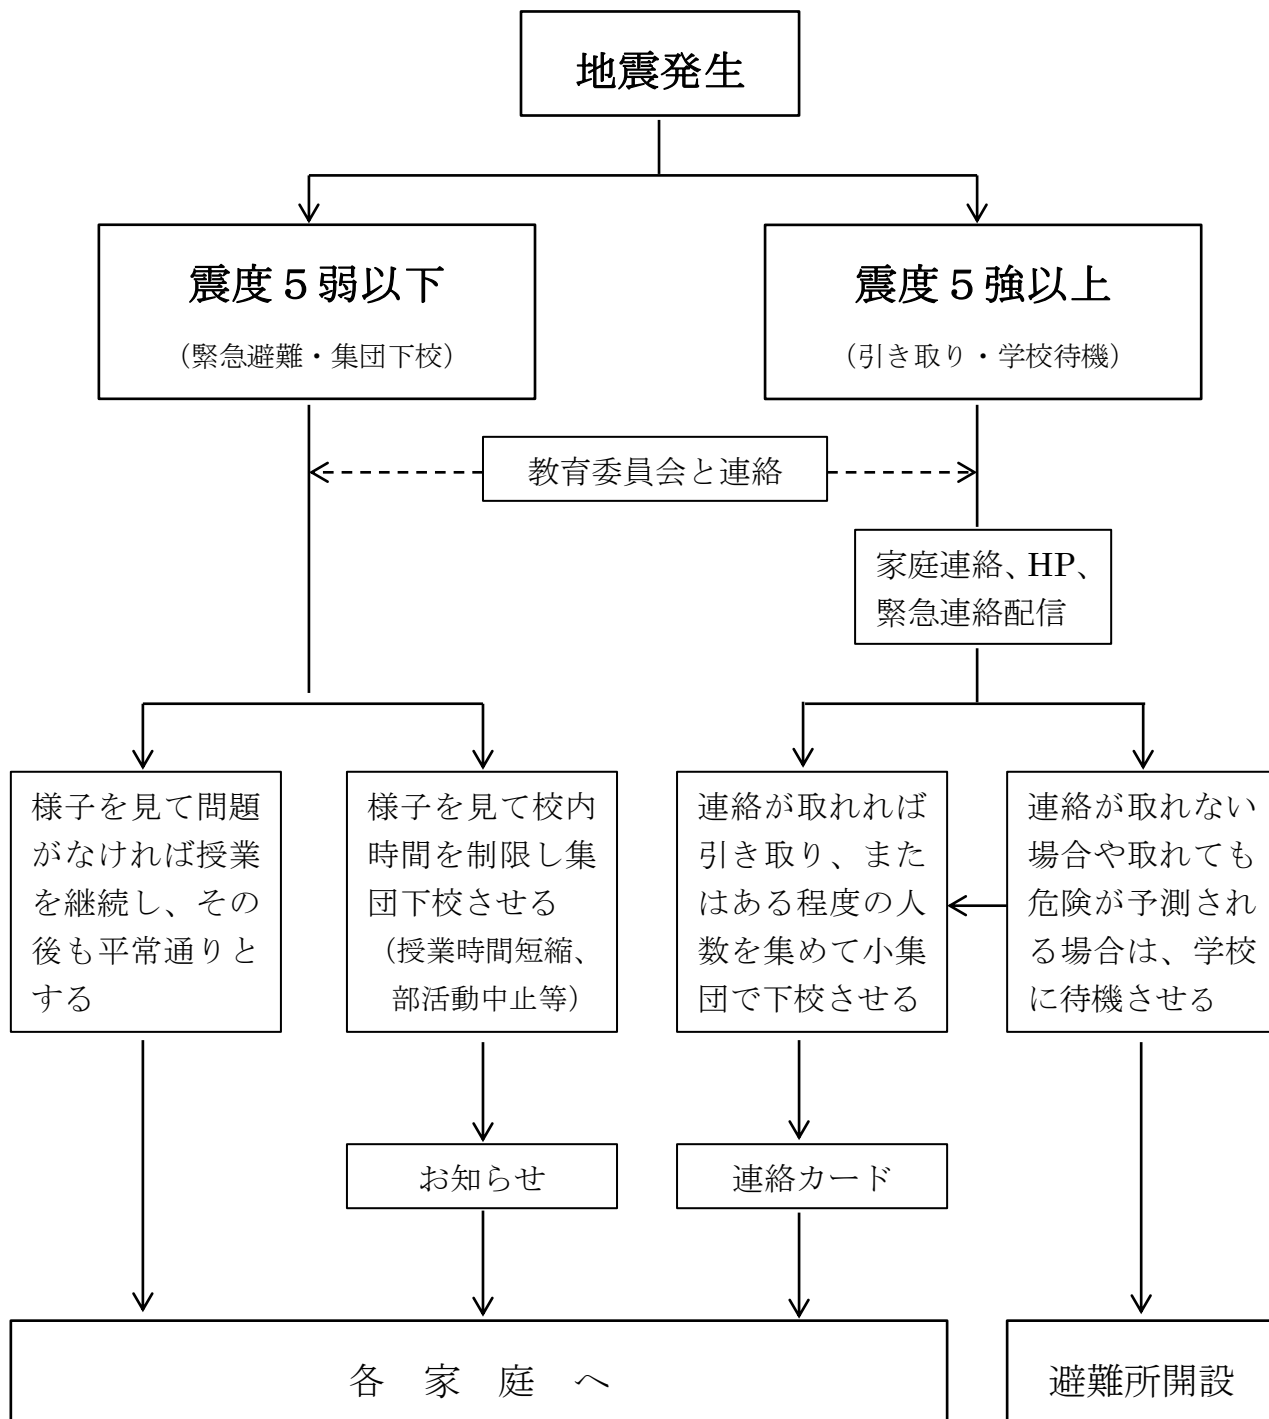 地震発生
震度５弱以下
（緊急避難・集団下校）
震度５強以上
（引き取り・学校待機）
教育委員会と連絡
家庭連絡、HP、
緊急連絡配信
様子を見て問題
がなければ授業
を継続し、その
後も平常通りと
する
様子を見て校内
時間を制限し集
団下校させる
（授業時間短縮、
部活動中止等）
連絡が取れれば
引き取り、また
はある程度の人
数を集めて小集
団で下校させる
連絡が取れない
場合や取れても
危険が予測され
る場合は、学校
に待機させる
お知らせ
連絡カード
各　家　庭　へ
避難所開設